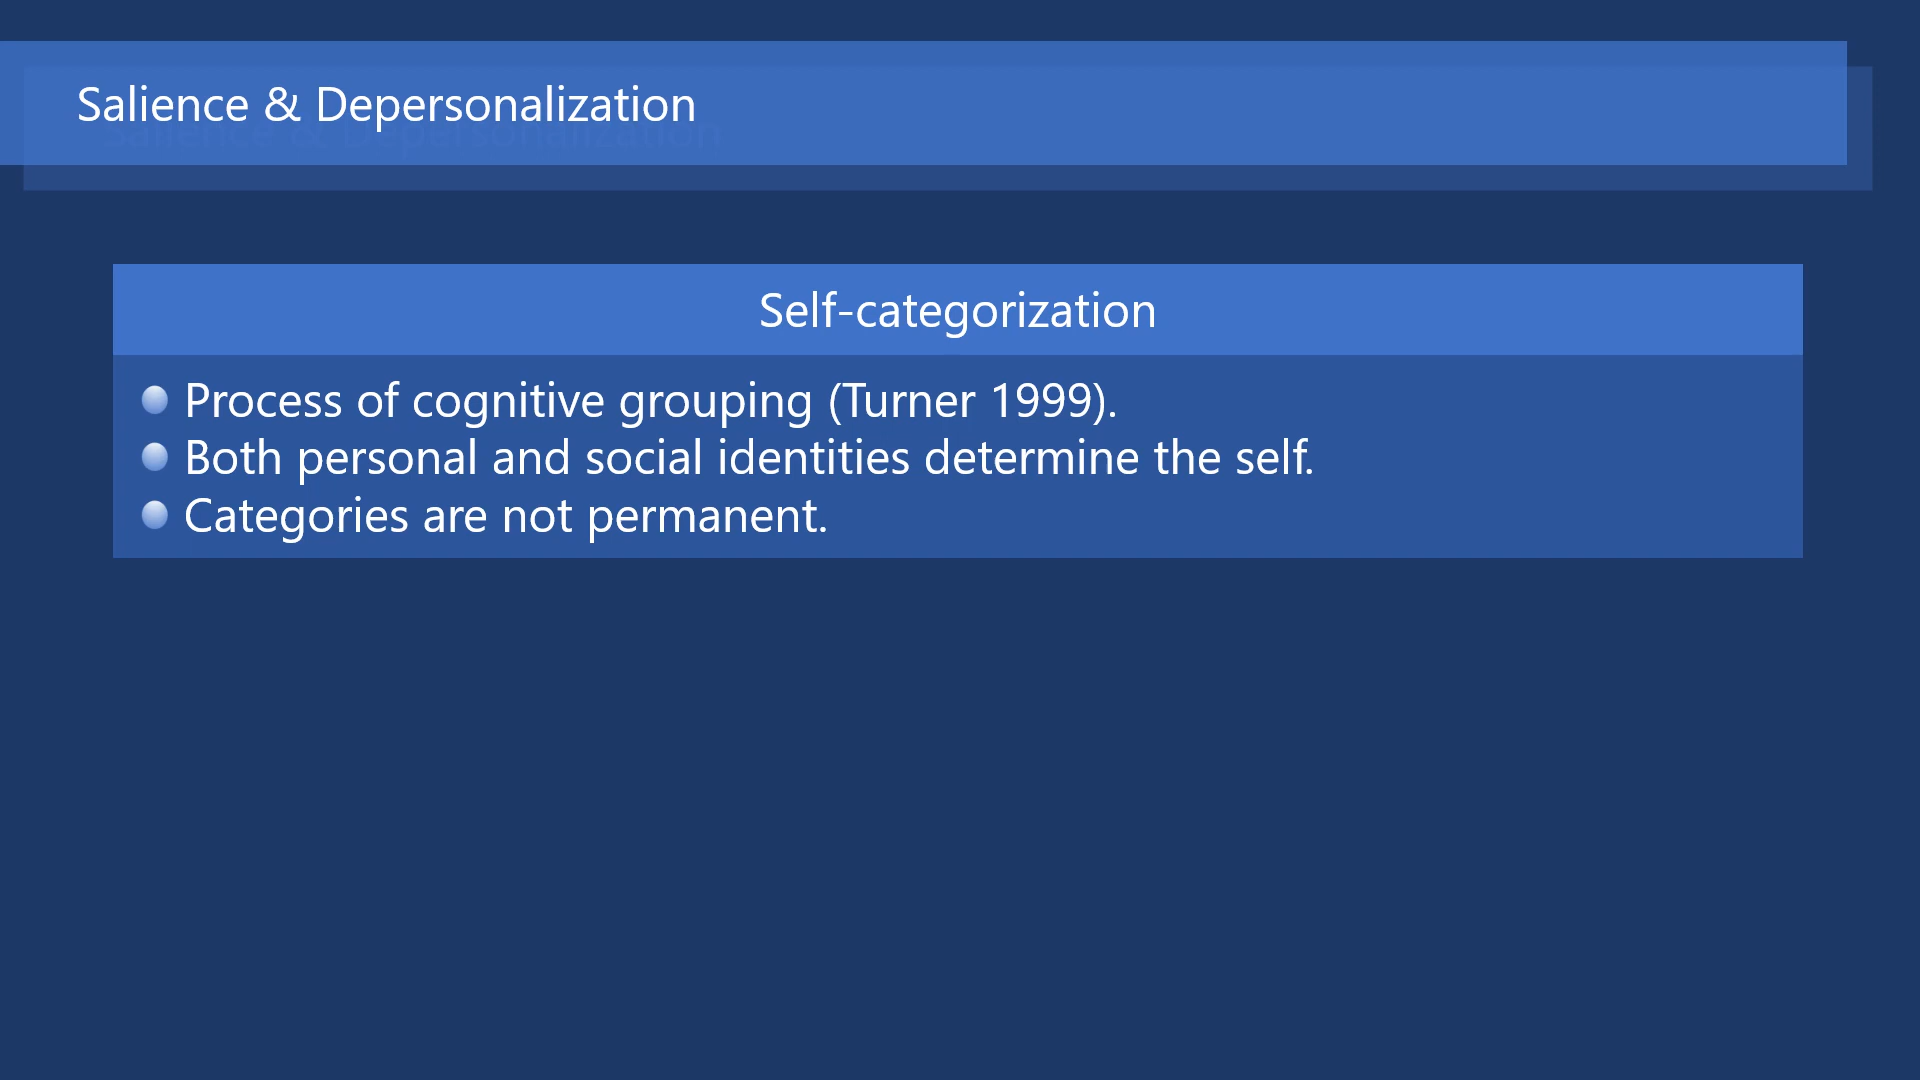 Salience & Depersonalization
Self-categorization
Process of cognitive grouping (Turner 1999).
Both personal and social identities determine the self.
Categories are not permanent.